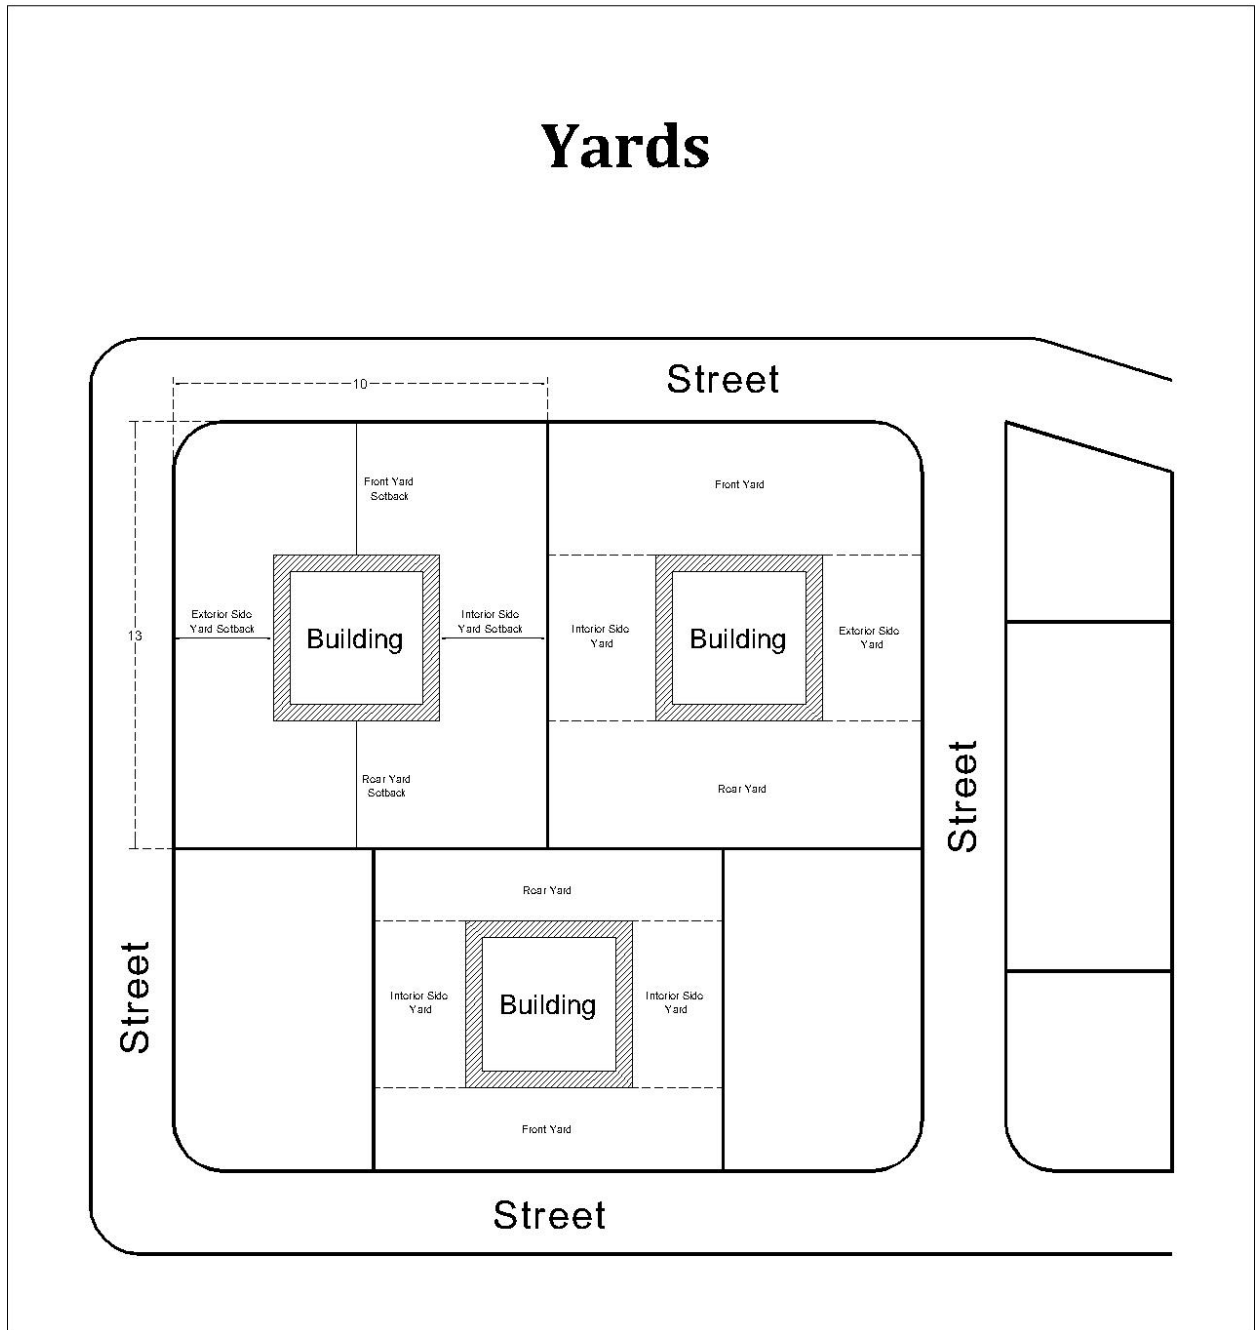 Yards
Street
10
Front Yard
Setback
Front Yard
Exterior Side
Yard Setback
Interior Side
Yard Setback
13
Building
Interior Side
Yard
Building
Exterior Side
Yard
Rear Yard
Setback
Rear Yard
Street
Rear Yard
Street
Interior Side
Yard
Building
Interior Side
Yard
Front Yard
Street